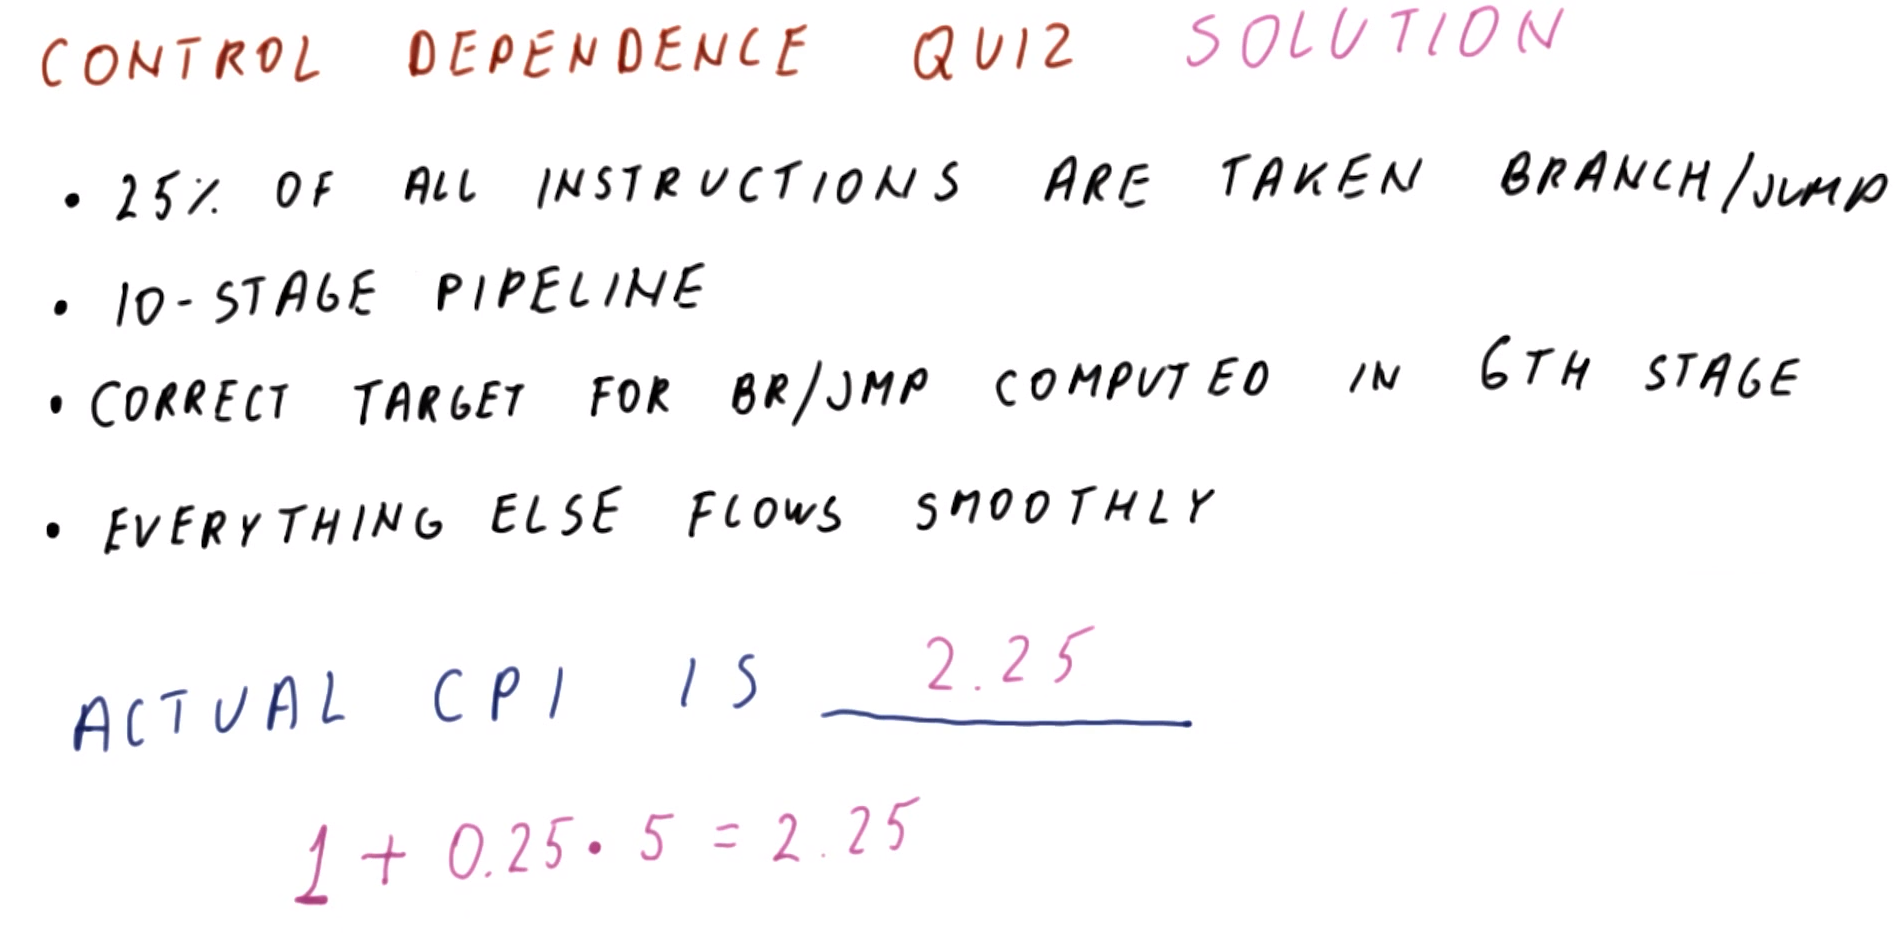 CONTROL DEPENDENCE QUIZ SOLUTION
• 25% OF ALL INSTRUCTIONS ARE TAKEN BRANCH/JUMP
• 10-STAGE PIPELINE
• CORRECT TARGET FOR BR/JMP COMPUTED IN 6TH STAGE
• EVERYTHING ELSE FLOWS SMOOTHLY
ACTUAL CPI IS 2.25
1 + 0.25 · 5 = 2.25